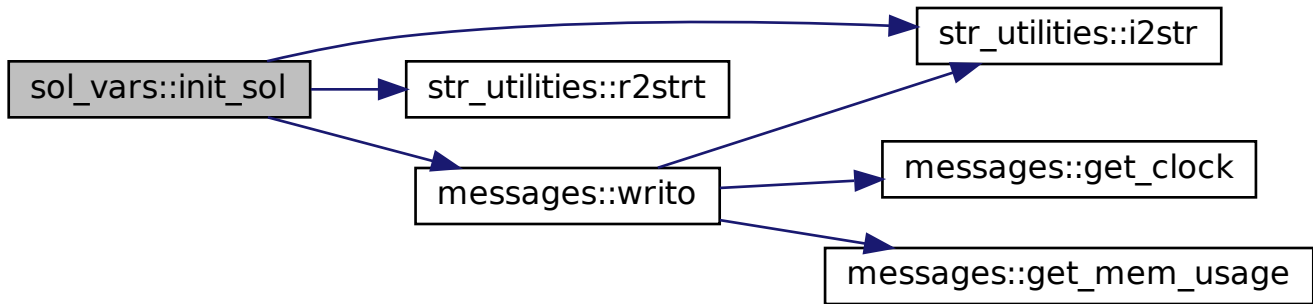 sol_vars::init_sol
str_utilities::i2str
str_utilities::r2strt
messages::writo
messages::get_clock
messages::get_mem_usage